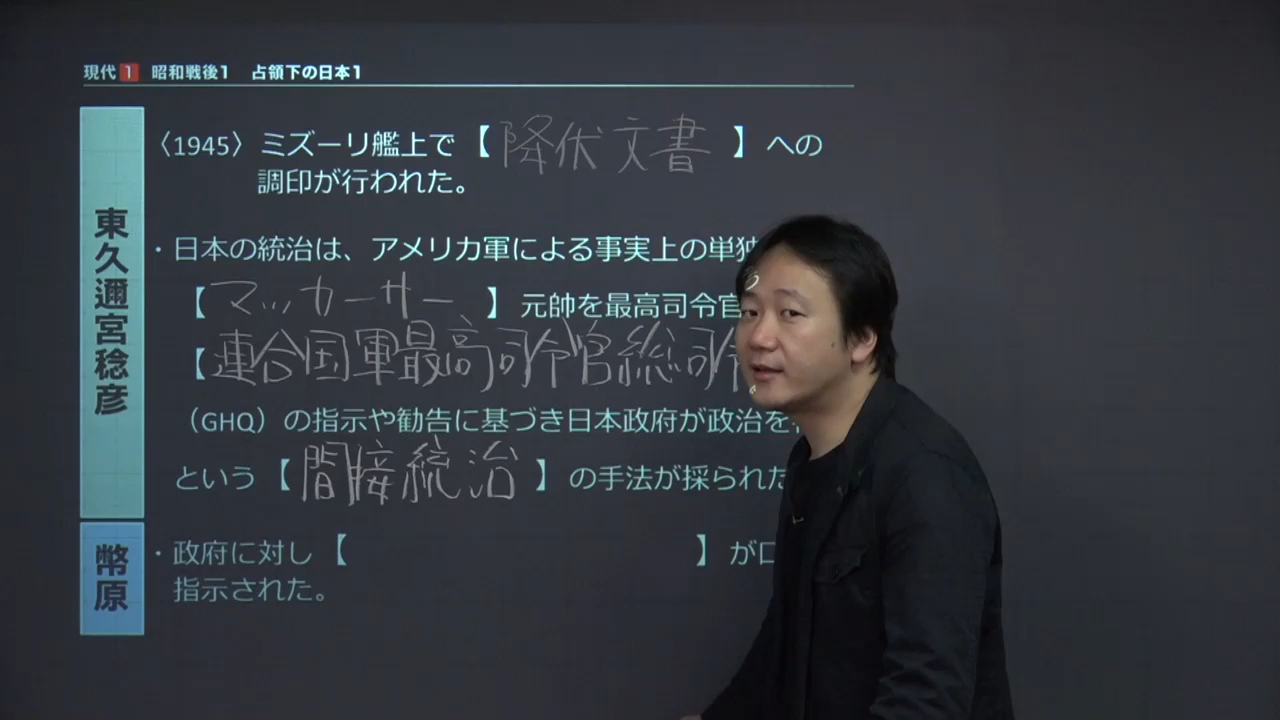 現代 1 昭和戦後1 占領下の日本1
東久邇宮稔彦
〈1945〉ミズーリ艦上で【降伏文書】への
調印が行われた。
・日本の統治は、アメリカ軍による事実上の単独
【マッカーサー】元帥を最高司令官
【連合国軍最高司令官総司令
(GHQ)の指示や勧告に基づき日本政府が政治を
という【間接統治】の手法が採られた
幣原
・政府に対し【 】が口
指示された。